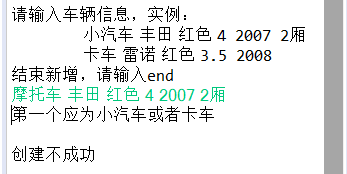 请输入车辆信息，实例：
小汽车 丰田 红色 4 2007 2厢
卡车 雷诺 红色 3.5 2008
结束新增，请输入end
摩托车 丰田 红色 4 2007 2厢
第一个应为小汽车或者卡车
创建不成功